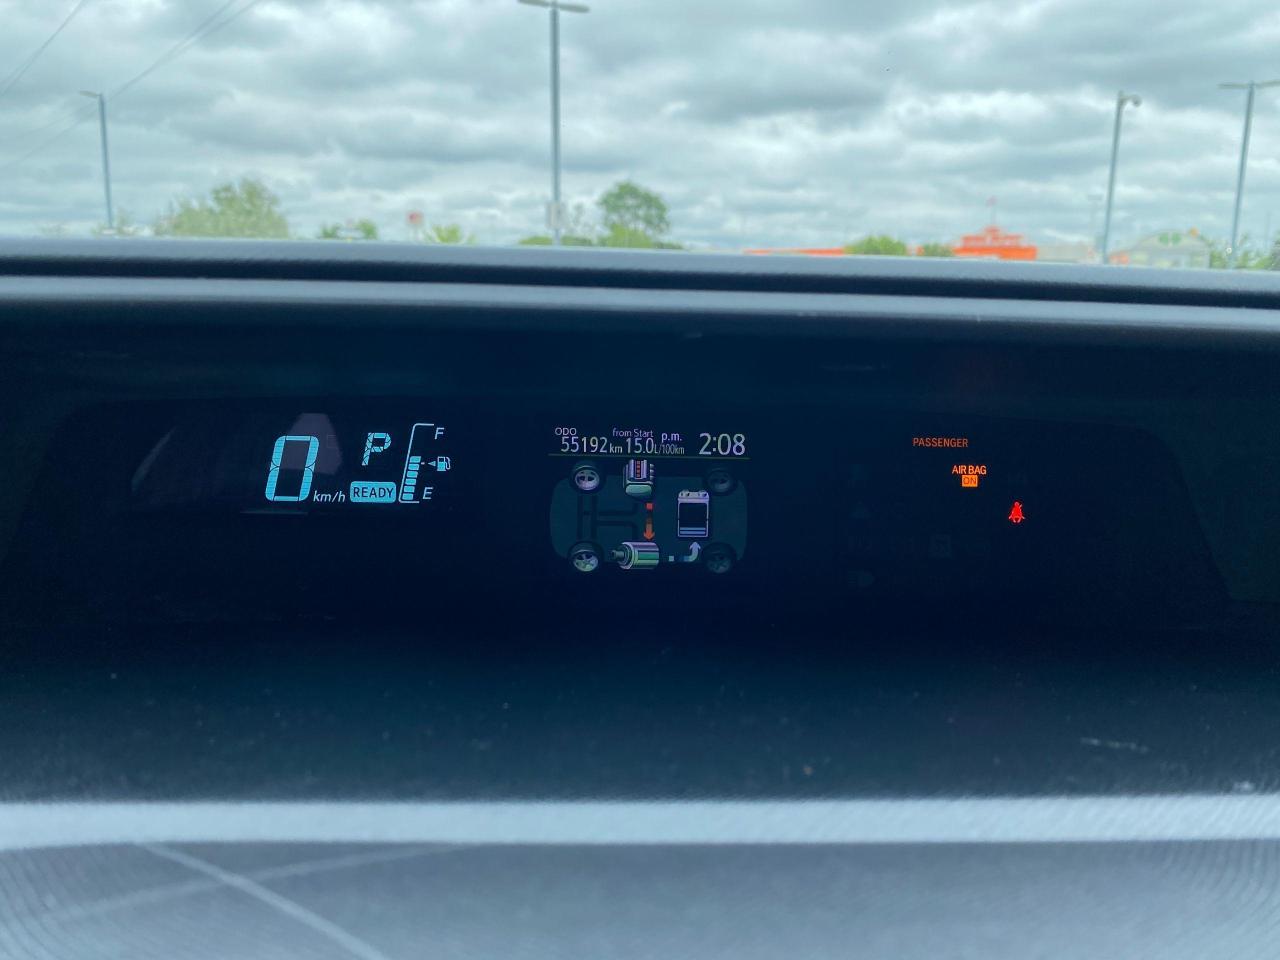 0 km/h
P
READY
F
E
ODO
55192 km
from Start
15.0 L/100km
p.m.
2:08
PASSENGER
AIR BAG
ON